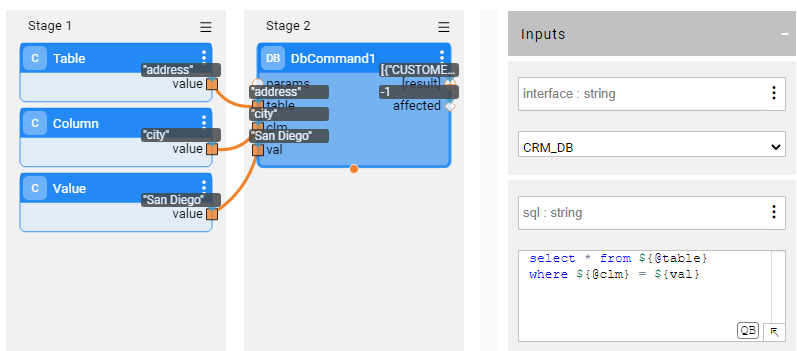 Stage 1
C Table
"address"
value
C Column
"city"
value
C Value
"San Diego"
value
Stage 2
DB DbCommand1
[{"CUSTOME...
params [result]
"address" -1
table affected
"city"
clm
"San Diego"
val
Inputs
interface : string
CRM_DB
sql : string
select * from ${@table}
where ${@clm} = ${val}
QB